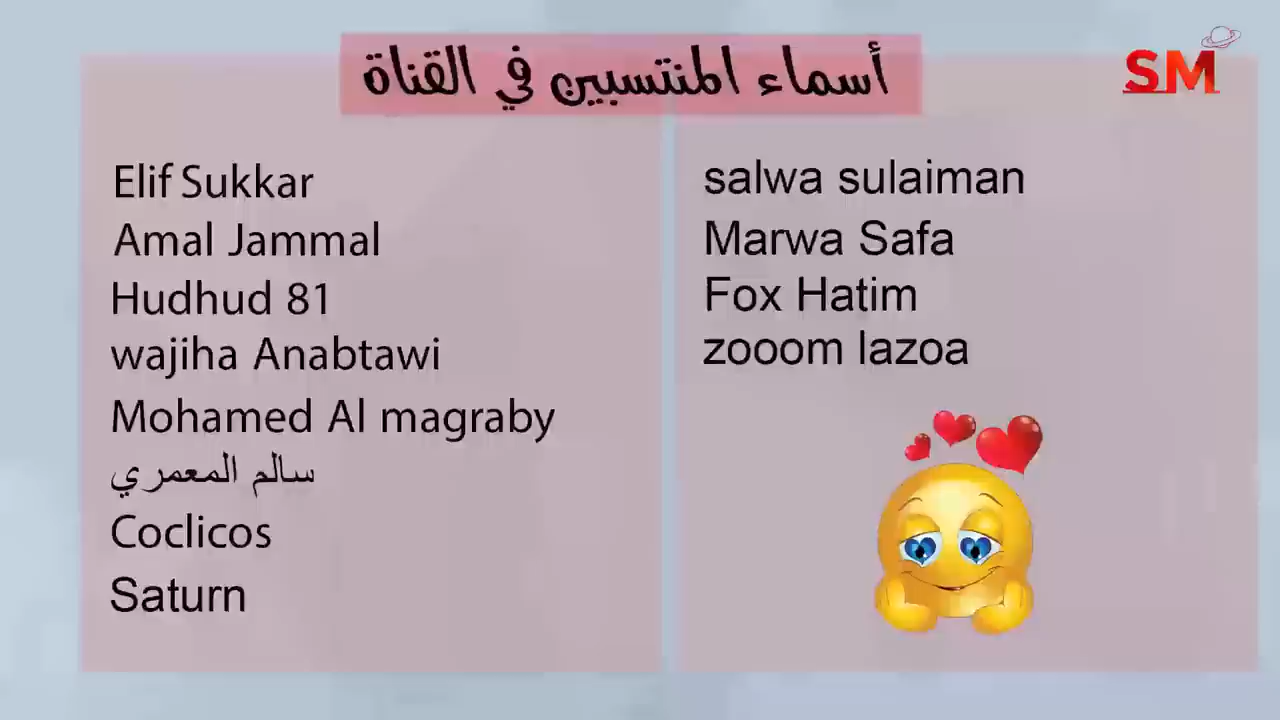 أسماء المنتسبين في القناة
SM
Elif Sukkar
Amal Jammal
Hudhud 81
wajiha Anabtawi
Mohamed Al magraby
سالم المعمري
Coclicos
Saturn
salwa sulaiman
Marwa Safa
Fox Hatim
zooom lazoa